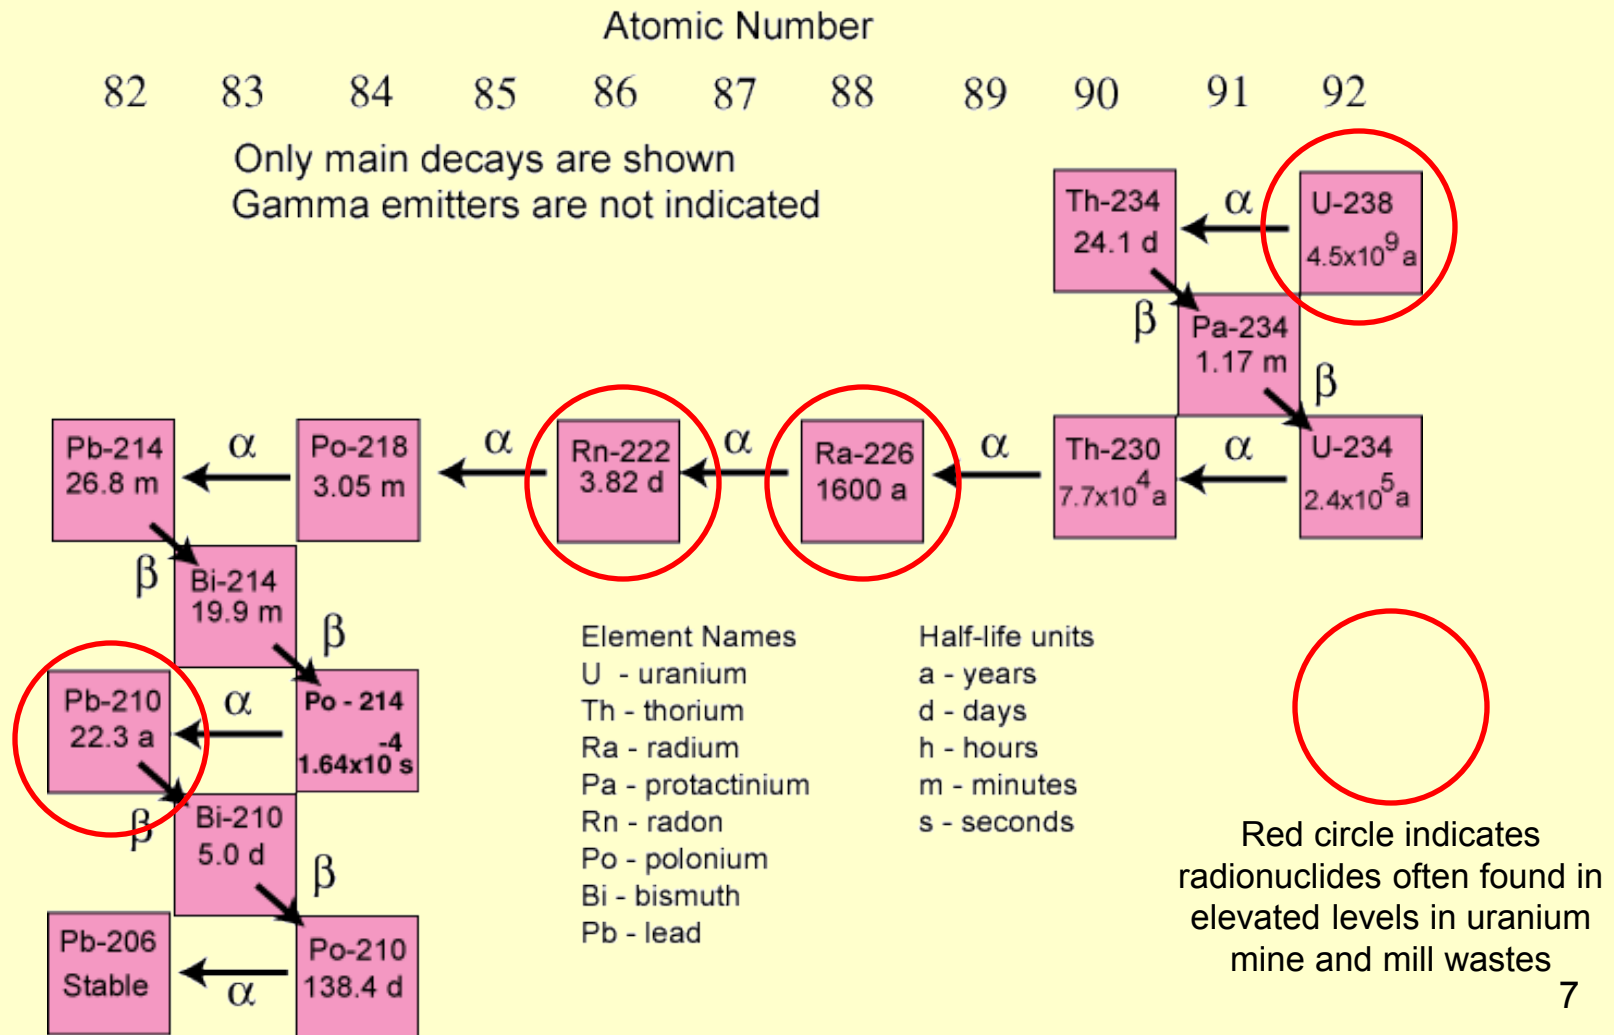 Atomic Number
82 83 84 85 86 87 88 89 90 91 92
Only main decays are shown
Gamma emitters are not indicated
Th-234
24.1 d
α
U-238
4.5x10⁹ a
β
Pa-234
1.17 m
β
Pb-214
26.8 m
α
Po-218
3.05 m
α
Rn-222
3.82 d
α
Ra-226
1600 a
α
Th-230
7.7x10⁴a
α
U-234
2.4x10⁵a
β
Bi-214
19.9 m
β
Pb-210
22.3 a
α
Po - 214
1.64x10⁻⁴ s
β
Bi-210
5.0 d
β
Pb-206
Stable
α
Po-210
138.4 d
Element Names
U - uranium
Th - thorium
Ra - radium
Pa - protactinium
Rn - radon
Po - polonium
Bi - bismuth
Pb - lead
Half-life units
a - years
d - days
h - hours
m - minutes
s - seconds
Red circle indicates
radionuclides often found in
elevated levels in uranium
mine and mill wastes
7